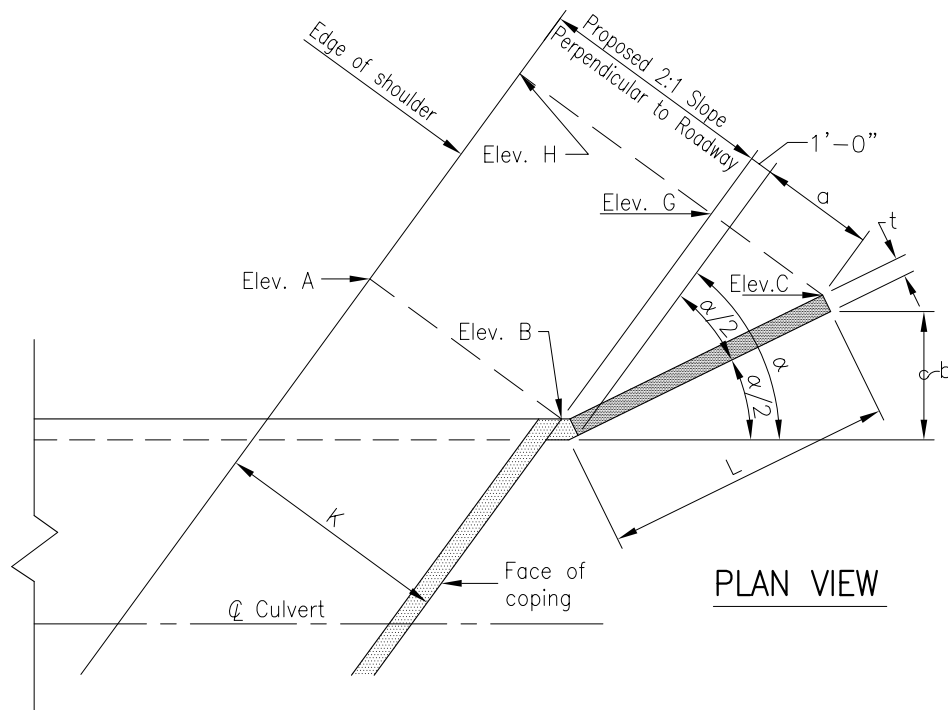 Edge of shoulder
Proposed 2:1 Slope
Perpendicular to Roadway
1'-0"
a
t
Elev. H
Elev. G
Elev. A
Elev.C
Elev. B
α/2
α
α/2
b
L
K
Face of
coping
PLAN VIEW
℄ Culvert